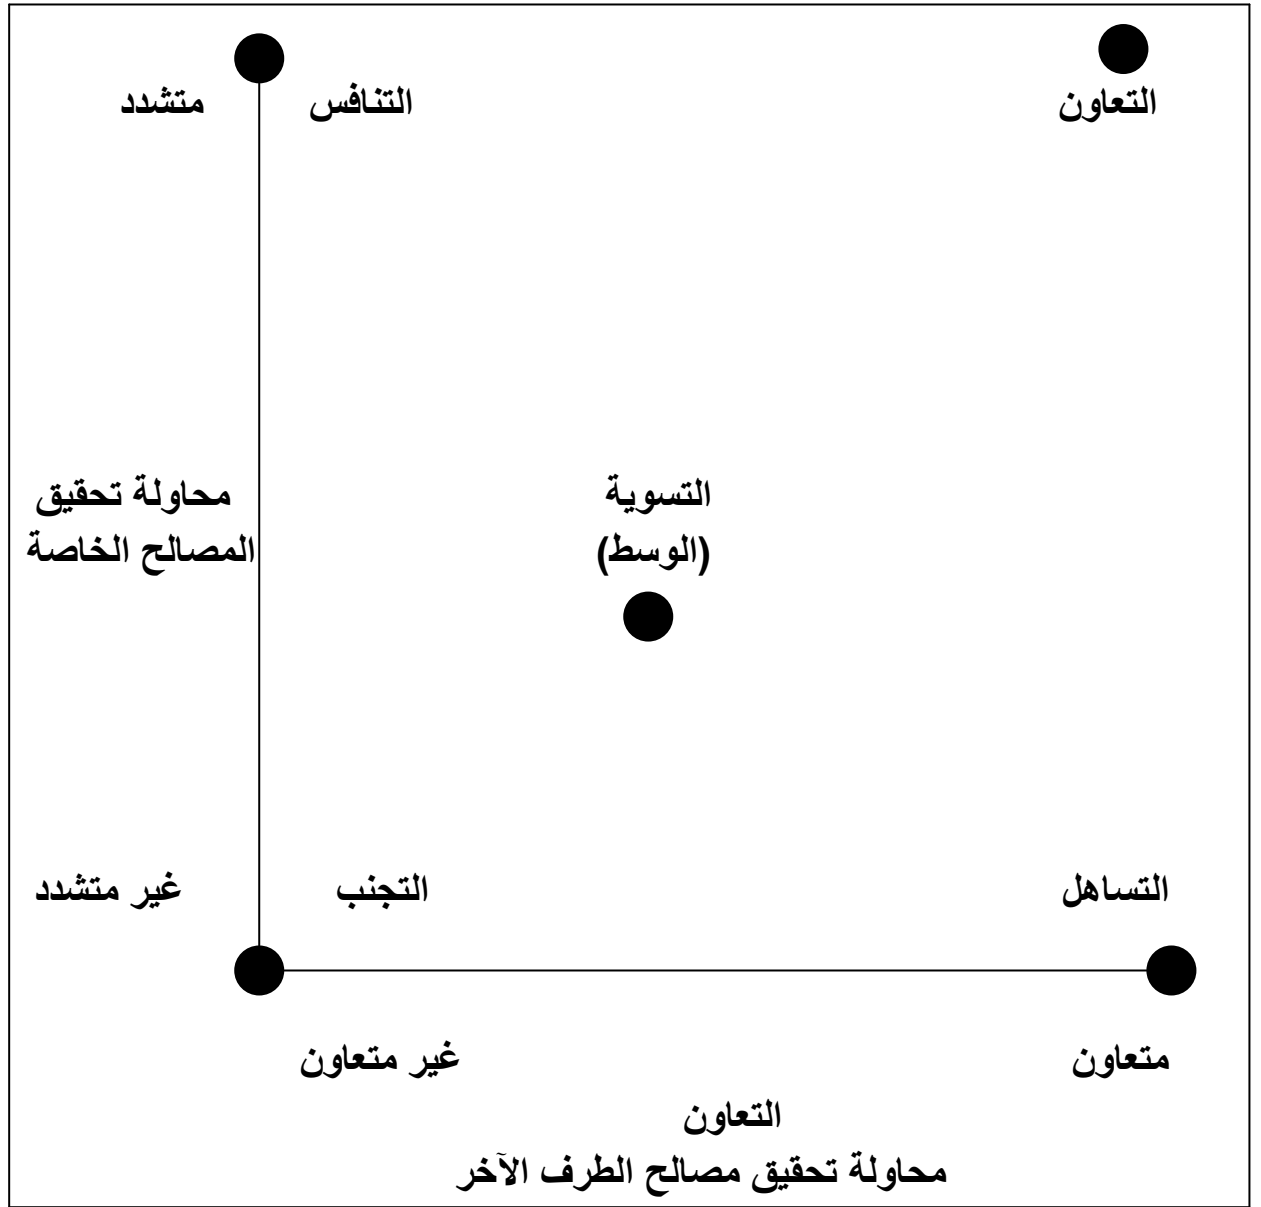 متشدد
التنافس
التعاون
محاولة تحقيق
المصالح الخاصة
التسوية
(الوسط)
غير متشدد
التجنب
التساهل
غير متعاون
متعاون
التعاون
محاولة تحقيق مصالح الطرف الآخر